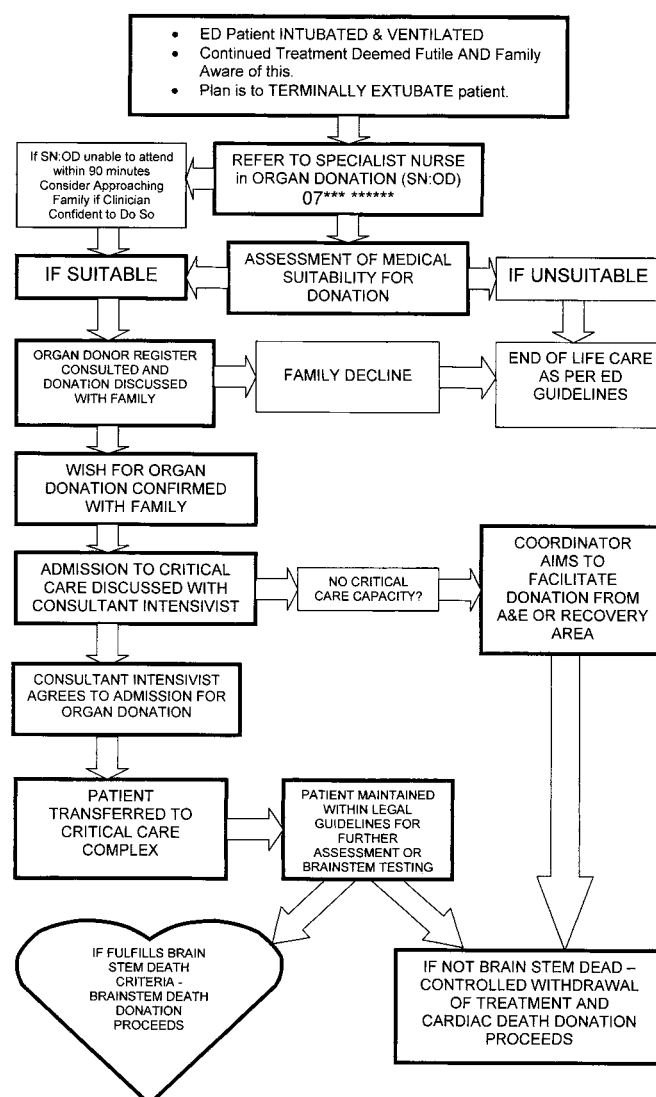 • ED Patient INTUBATED & VENTILATED
• Continued Treatment Deemed Futile AND Family
Aware of this.
• Plan is to TERMINALLY EXTUBATE patient.
If SN:OD unable to attend
within 90 minutes
Consider Approaching
Family if Clinician
Confident to Do So
REFER TO SPECIALIST NURSE
in ORGAN DONATION (SN:OD)
07*** ******
IF SUITABLE
ASSESSMENT OF MEDICAL
SUITABILITY FOR
DONATION
IF UNSUITABLE
ORGAN DONOR REGISTER
CONSULTED AND
DONATION DISCUSSED
WITH FAMILY
FAMILY DECLINE
END OF LIFE CARE
AS PER ED
GUIDELINES
WISH FOR ORGAN
DONATION CONFIRMED
WITH FAMILY
ADMISSION TO CRITICAL
CARE DISCUSSED WITH
CONSULTANT INTENSIVIST
NO CRITICAL
CARE CAPACITY?
COORDINATOR
AIMS TO
FACILITATE
DONATION FROM
A&E OR RECOVERY
AREA
CONSULTANT INTENSIVIST
AGREES TO ADMISSION FOR
ORGAN DONATION
PATIENT
TRANSFERRED TO
CRITICAL CARE
COMPLEX
PATIENT MAINTAINED
WITHIN LEGAL
GUIDELINES FOR
FURTHER
ASSESSMENT OR
BRAINSTEM TESTING
IF FULFILLS BRAIN
STEM DEATH
CRITERIA -
BRAINSTEM DEATH
DONATION
PROCEEDS
IF NOT BRAIN STEM DEAD –
CONTROLLED WITHDRAWAL
OF TREATMENT AND
CARDIAC DEATH DONATION
PROCEEDS